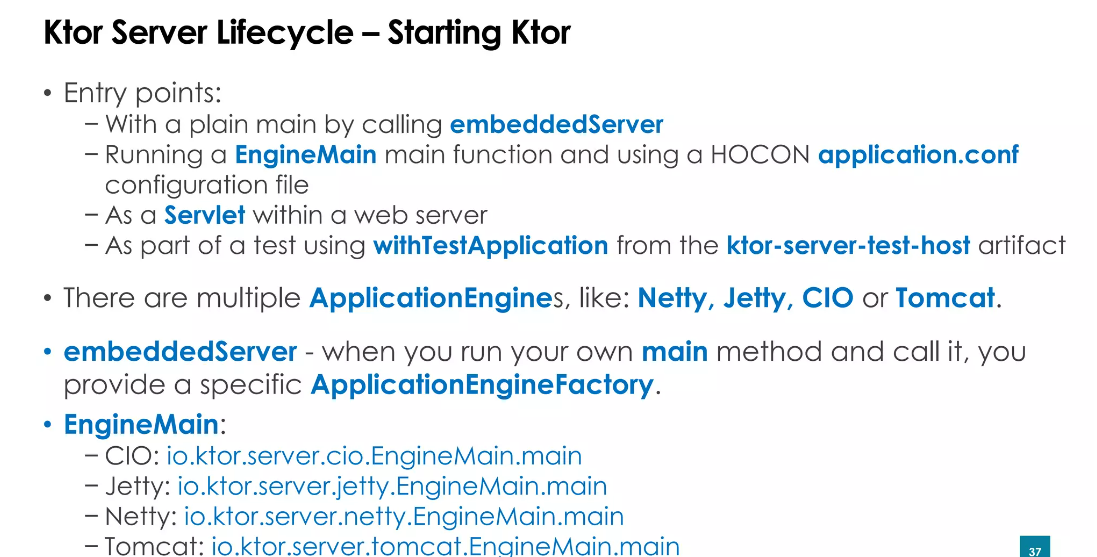 Ktor Server Lifecycle – Starting Ktor
• Entry points:
– With a plain main by calling embeddedServer
– Running a EngineMain main function and using a HOCON application.conf
configuration file
– As a Servlet within a web server
– As part of a test using withTestApplication from the ktor-server-test-host artifact
• There are multiple ApplicationEngines, like: Netty, Jetty, CIO or Tomcat.
• embeddedServer - when you run your own main method and call it, you
provide a specific ApplicationEngineFactory.
• EngineMain:
– CIO: io.ktor.server.cio.EngineMain.main
– Jetty: io.ktor.server.jetty.EngineMain.main
– Netty: io.ktor.server.netty.EngineMain.main
– Tomcat: io.ktor.server.tomcat.EngineMain.main
37